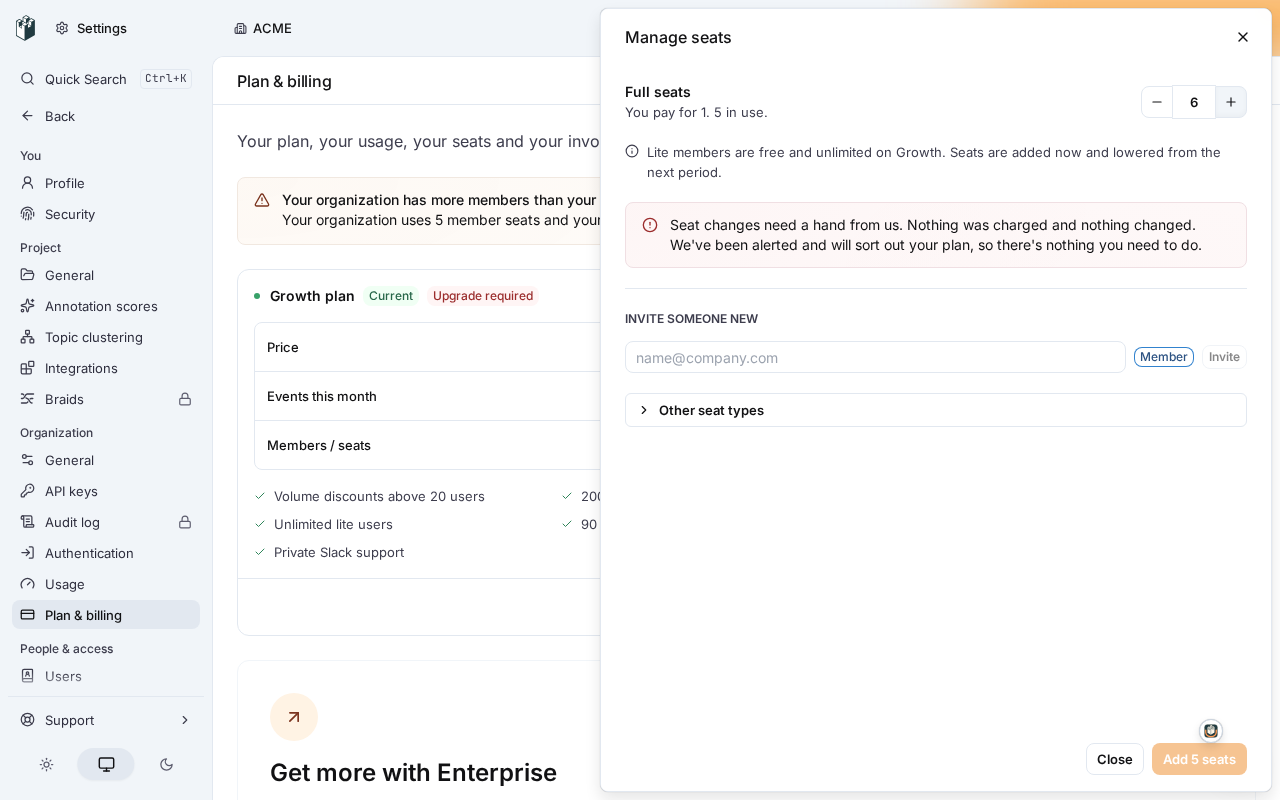 Settings
ACME
Manage seats
Quick Search
Ctrl+K
Back
You
Profile
Security
Project
General
Annotation scores
Topic clustering
Integrations
Braids
Organization
General
API keys
Audit log
Authentication
Usage
Plan & billing
People & access
Users
Support
Plan & billing
Your plan, your usage, your seats and your invo
Your organization has more members than your
Your organization uses 5 member seats and your
Growth plan
Current
Upgrade required
Price
Events this month
Members / seats
Volume discounts above 20 users
200
Unlimited lite users
90
Private Slack support
Get more with Enterprise
Full seats
You pay for 1. 5 in use.
6
Lite members are free and unlimited on Growth. Seats are added now and lowered from the
next period.
Seat changes need a hand from us. Nothing was charged and nothing changed.
We've been alerted and will sort out your plan, so there's nothing you need to do.
INVITE SOMEONE NEW
name@company.com
Member
Invite
Other seat types
Close
Add 5 seats